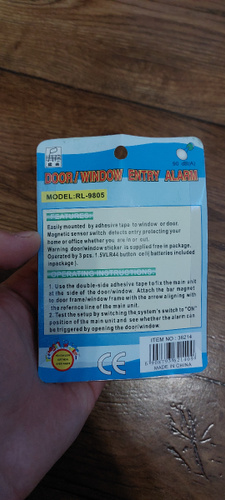 DOOR/WINDOW ENTRY ALARM
MODEL:RL-9805
FEATURES
Easily mounted by adhesive tape to window or door.
Magnetic sensor switch detects entry protecting your
home or office whether you are in or out.
Warning door/window sticker is supplied free in package.
Operated by 3 pcs. 1.5VLR44 button cell batteries included
inpackage).
OPERATING INSTRUCTIONS
1. Use the double-side adhesive tape to fix the main unit
at the side of the door/window. Attach the bar magnet
to door frame/window frame with the arrow aligning with
the refernce line of the main unit.
2. Test the setup by switching the system's switch to "ON"
position of the main unit and see whether the alarm can
be triggered by opening the door/window.
ITEM NO.: 36214
CE
MADE IN CHINA